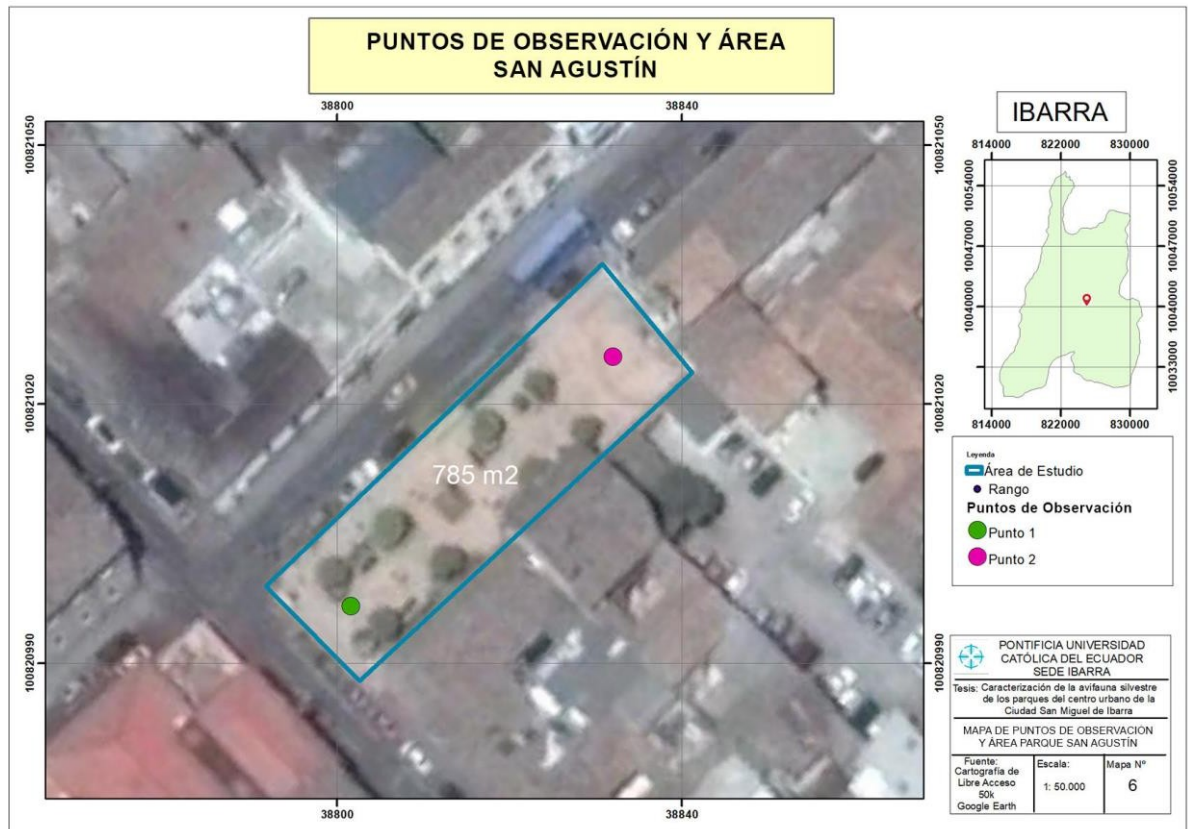 PUNTOS DE OBSERVACIÓN Y ÁREA
SAN AGUSTÍN
38800
38840
100821050
100821020
100820990
100821050
100821020
100820990
785 m2
38800
38840
IBARRA
814000
822000
830000
10054000
10047000
10040000
10033000
10054000
10047000
10040000
10033000
814000
822000
830000
Leyenda
Área de Estudio
Rango
Puntos de Observación
Punto 1
Punto 2
PONTIFICIA UNIVERSIDAD
CATÓLICA DEL ECUADOR
SEDE IBARRA
Tesis: Caracterización de la avifauna silvestre
de los parques del centro urbano de la
Ciudad San Miguel de Ibarra
MAPA DE PUNTOS DE OBSERVACIÓN
Y ÁREA PARQUE SAN AGUSTÍN
Fuente:
Cartografía de
Libre Acceso
50k
Google Earth
Escala:
1: 50.000
Mapa Nº
6